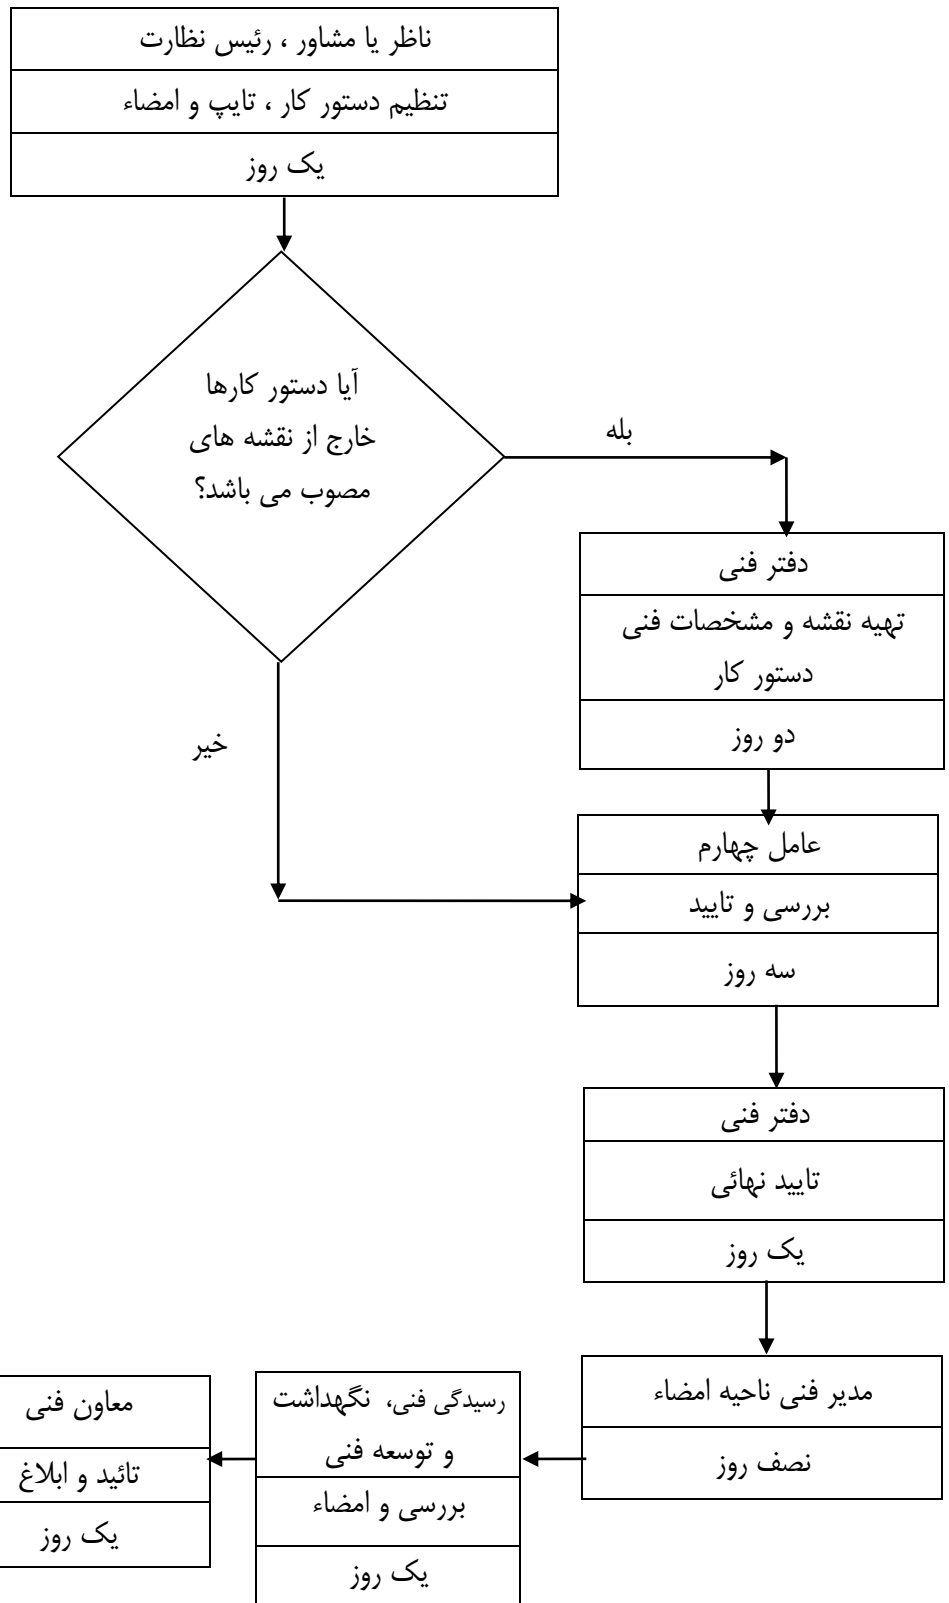 ناظر یا مشاور ، رئیس نظارت
تنظیم دستور کار ، تایپ و امضاء
یک روز
آیا دستور کارها
خارج از نقشه های
مصوب می باشد؟
بله
دفتر فنی
تهیه نقشه و مشخصات فنی
دستور کار
دو روز
خیر
عامل چهارم
بررسی و تایید
سه روز
دفتر فنی
تایید نهائی
یک روز
مدیر فنی ناحیه امضاء
نصف روز
رسیدگی فنی، نگهداشت
و توسعه فنی
بررسی و امضاء
یک روز
معاون فنی
تائید و ابلاغ
یک روز